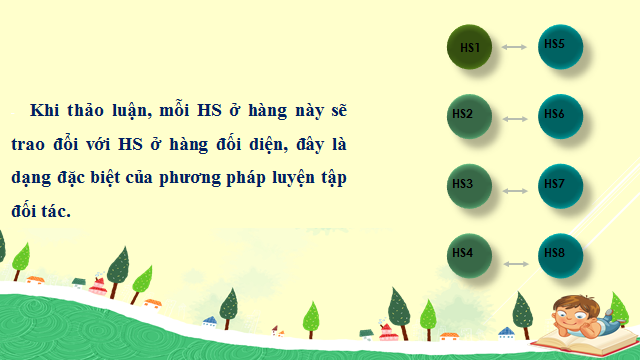 Khi thảo luận, mỗi HS ở hàng này sẽ
trao đổi với HS ở hàng đối diện, đây là
dạng đặc biệt của phương pháp luyện tập
đối tác.
HS1 HS5
HS2 HS6
HS3 HS7
HS4 HS8